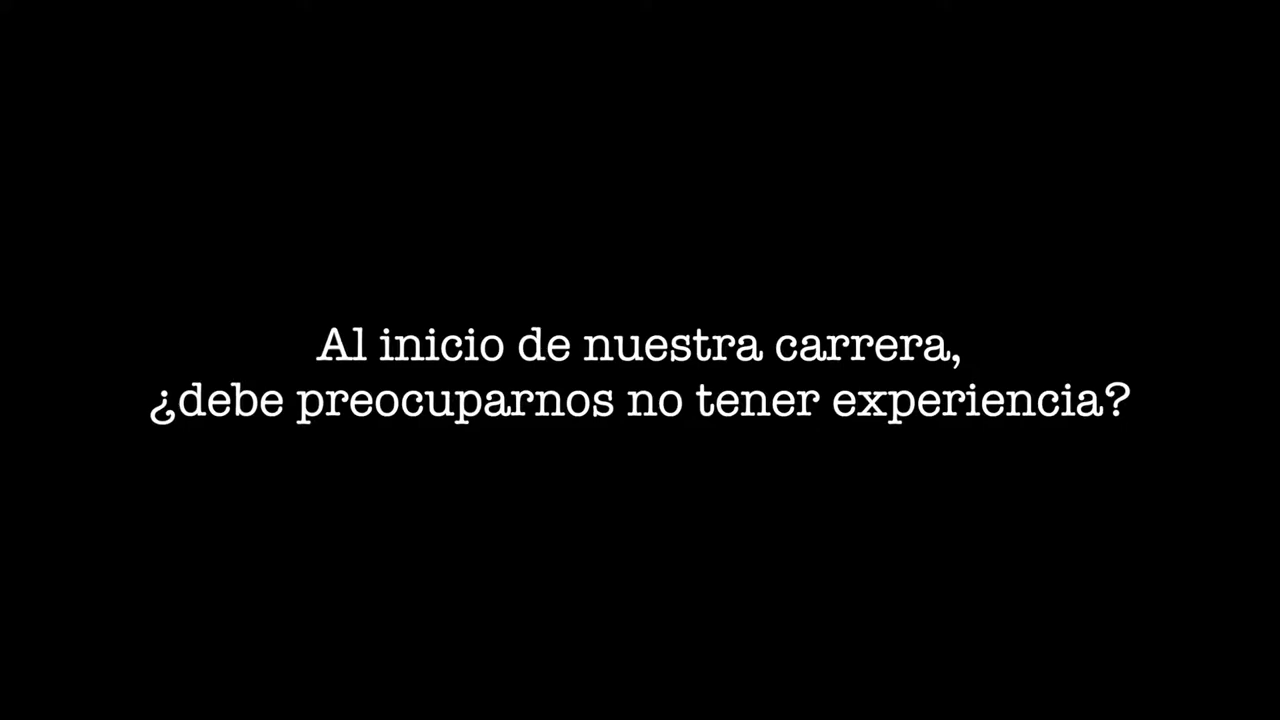 Al inicio de nuestra carrera,
¿debe preocuparnos no tener experiencia?